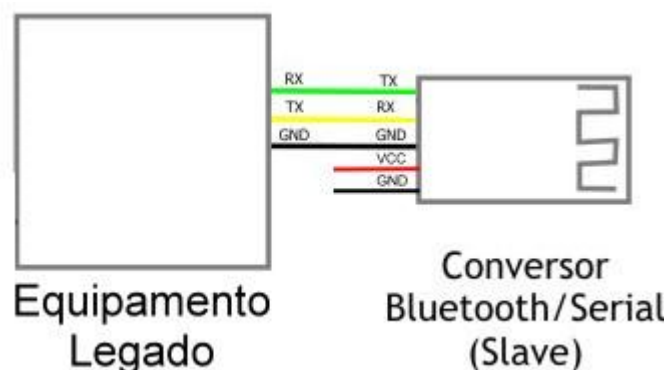 RX TX
TX RX
GND GND
VCC
GND
Equipamento
Legado
Conversor
Bluetooth/Serial
(Slave)